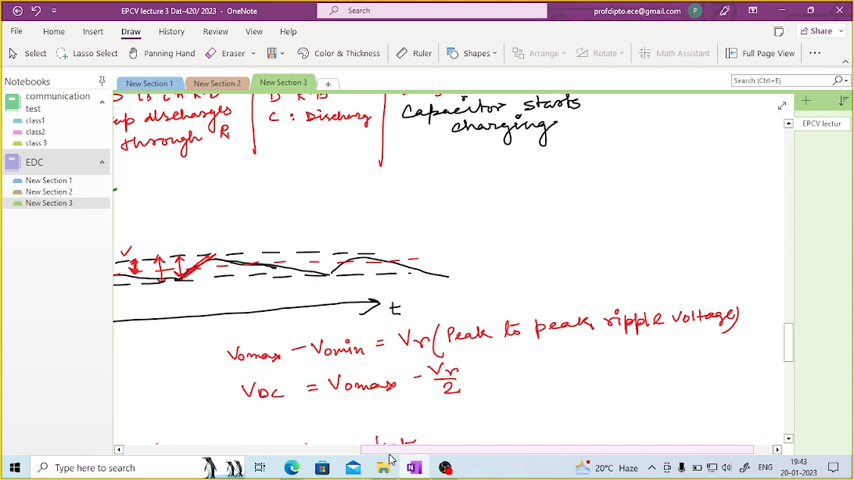 EPCV lecture 3 Dat-420/ 2023 - OneNote
Search
profdipto.ece@gmail.com
P
File
Home
Insert
Draw
History
Review
View
Help
Share
Select
Lasso Select
Panning Hand
Eraser
Color & Thickness
Ruler
Shapes
Arrange
Rotate
Math Assistant
Full Page View
Notebooks
New Section 1
New Section 2
New Section 3
+
Search (Ctrl+E)
communication
test
class1
class2
class 3
EDC
New Section 1
New Section 2
New Section 3
EPCV lectur
cap discharges
through R
C : Discharg
Capacitor starts
charging
V
t
Vomax - Vomin = Vr (Peak to peak ripple voltage)
VDC = Vomax - Vr/2
Type here to search
20°C Haze
ENG
19:43
20-01-2023